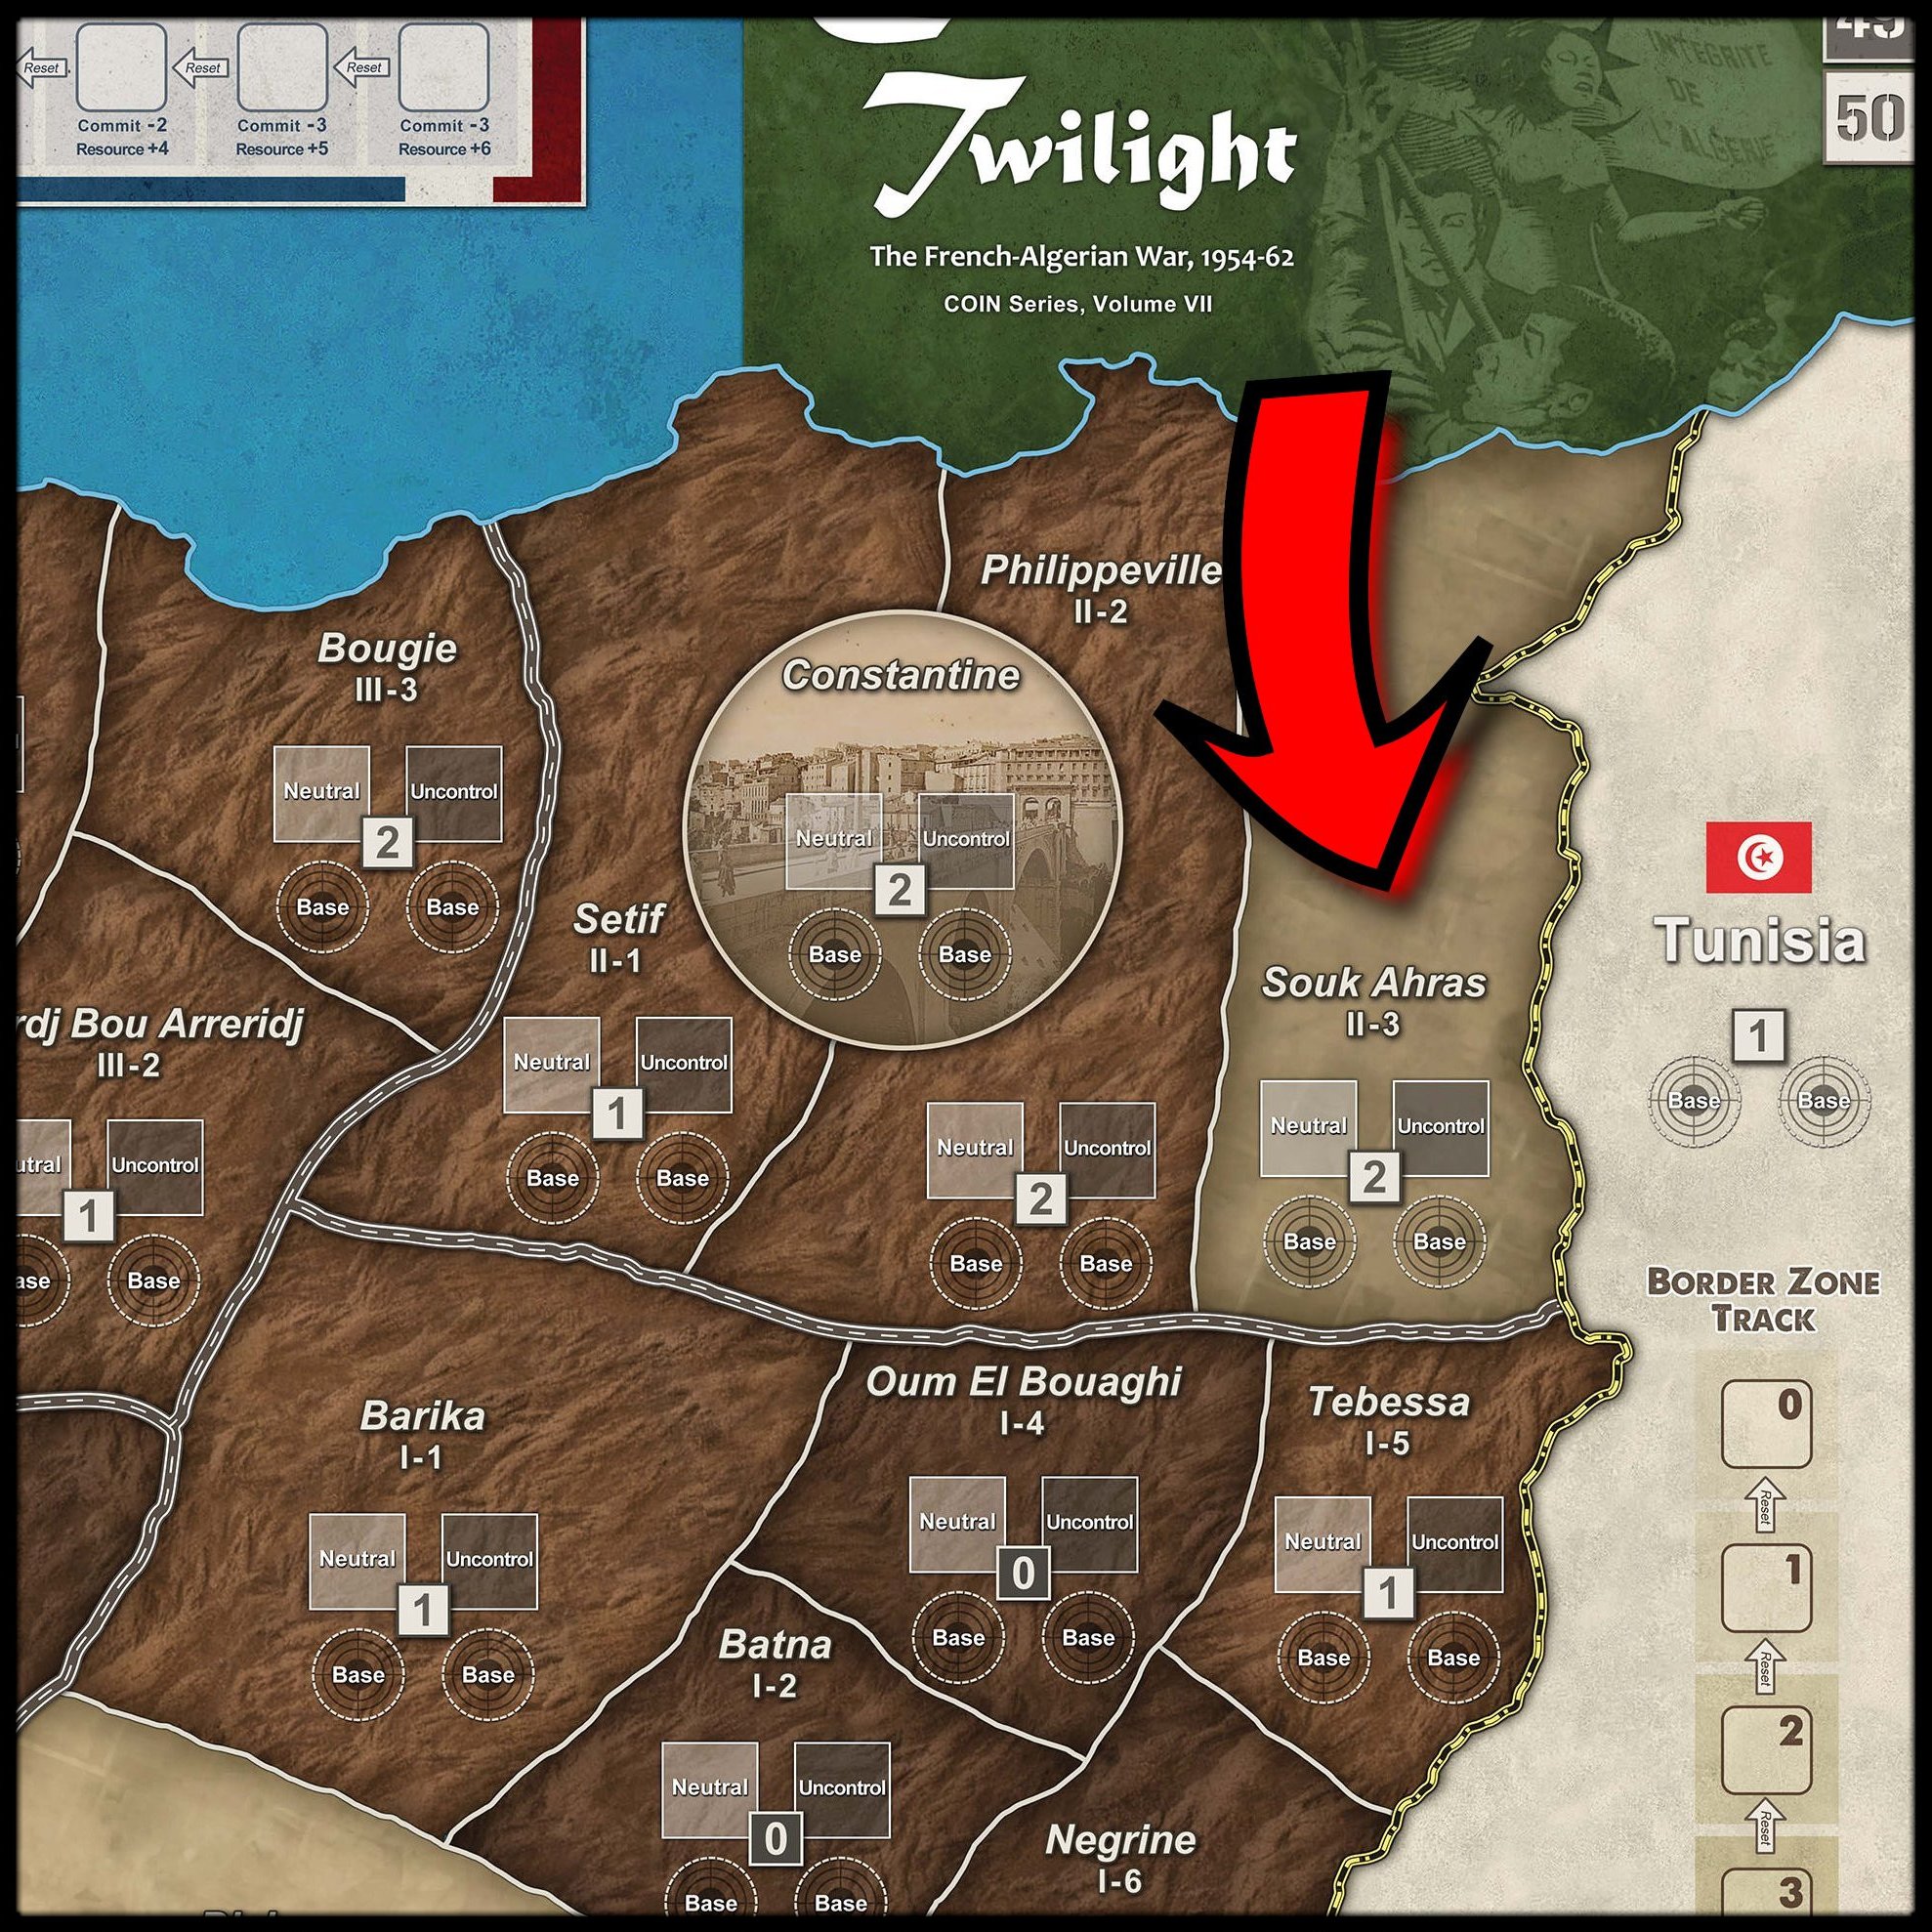 Reset
Reset
Reset
Commit -2
Resource +4
Commit -3
Resource +5
Commit -3
Resource +6
Twilight
The French-Algerian War, 1954-62
COIN Series, Volume VII
INTEGRITE
DE
L'ALGERIE
49
50
Philippeville
II-2
Bougie
III-3
Neutral
Uncontrol
2
Base
Base
Constantine
Neutral
Uncontrol
2
Base
Base
Setif
II-1
Neutral
Uncontrol
1
Base
Base
Souk Ahras
II-3
Neutral
Uncontrol
2
Base
Base
Tunisia
1
Base
Base
rdj Bou Arreridj
III-2
utral
Uncontrol
1
ase
Base
Neutral
Uncontrol
2
Base
Base
Border Zone
Track
0
Reset
1
Reset
2
Reset
3
Barika
I-1
Neutral
Uncontrol
1
Base
Base
Oum El Bouaghi
I-4
Neutral
Uncontrol
0
Base
Base
Tebessa
I-5
Neutral
Uncontrol
1
Base
Base
Batna
I-2
Neutral
Uncontrol
0
Base
Base
Negrine
I-6